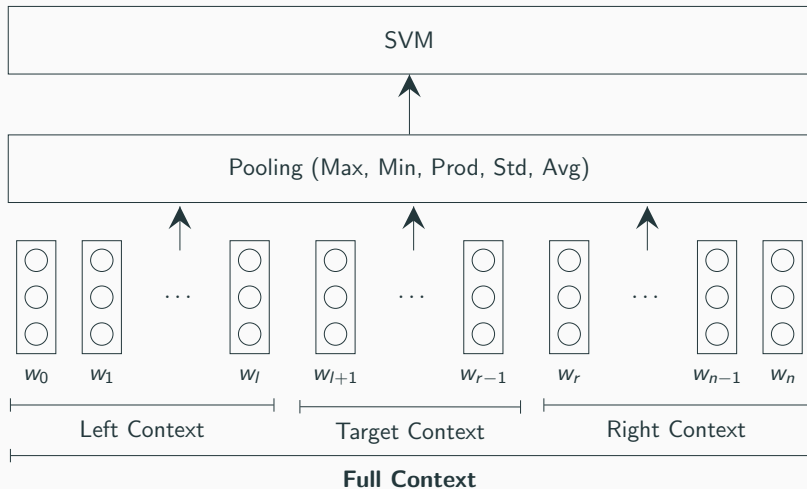 SVM
Pooling (Max, Min, Prod, Std, Avg)
... ... ...
w₀ w₁ wₗ wₗ₊₁ wᵣ₋₁ wᵣ wₙ₋₁ wₙ
Left Context Target Context Right Context
Full Context